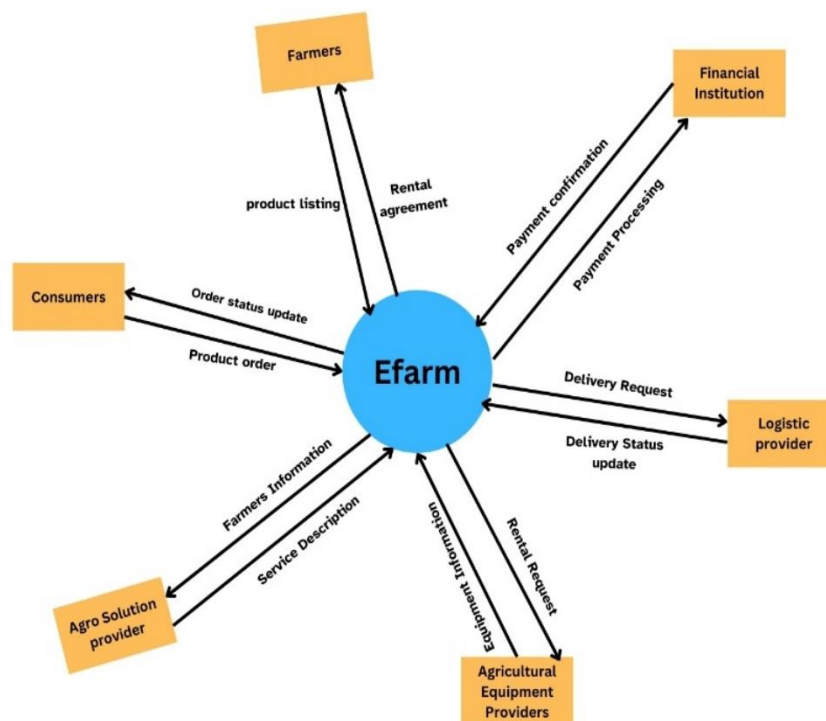 Farmers
Financial
Institution
product listing
Rental
agreement
Payment confirmation
Payment Processing
Consumers
Order status update
Product order
Efarm
Delivery Request
Delivery Status
update
Logistic
provider
Farmers Information
Service Description
Equipment Information
Rental Request
Agro Solution
provider
Agricultural
Equipment
Providers